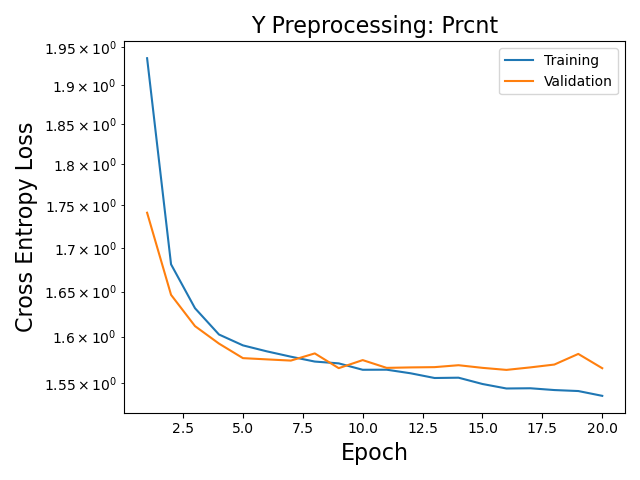 Y Preprocessing: Prcnt
Training
Validation
Cross Entropy Loss
1.95 × 10⁰
1.9 × 10⁰
1.85 × 10⁰
1.8 × 10⁰
1.75 × 10⁰
1.7 × 10⁰
1.65 × 10⁰
1.6 × 10⁰
1.55 × 10⁰
2.5 5.0 7.5 10.0 12.5 15.0 17.5 20.0
Epoch